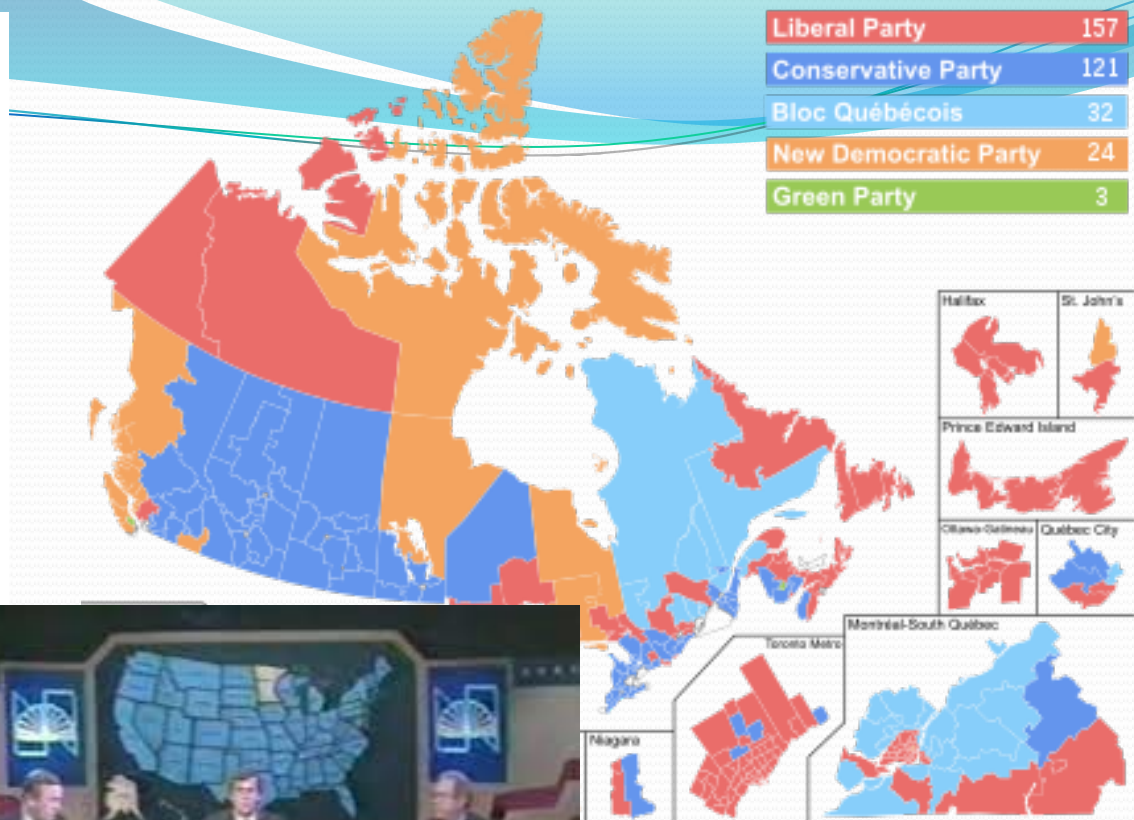 Liberal Party 157
Conservative Party 121
Bloc Québécois 32
New Democratic Party 24
Green Party 3
Halifax
St. John's
Prince Edward Island
Ottawa-Gatineau
Québec City
Montréal-South Québec
Toronto Metro
Niagara